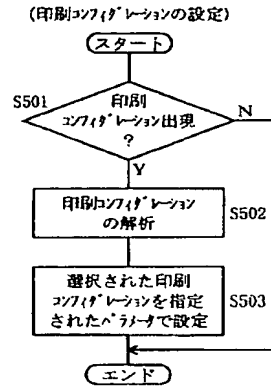 (印刷ｺﾝﾌｨｸﾞﾚｰｼｮﾝの設定)
スタート
S501
印刷
ｺﾝﾌｨｸﾞﾚｰｼｮﾝ出現
?
N
Y
印刷ｺﾝﾌｨｸﾞﾚｰｼｮﾝ
の解析
S502
選択された印刷
ｺﾝﾌｨｸﾞﾚｰｼｮﾝを指定
されたﾊﾟﾗﾒｰﾀで設定
S503
エンド